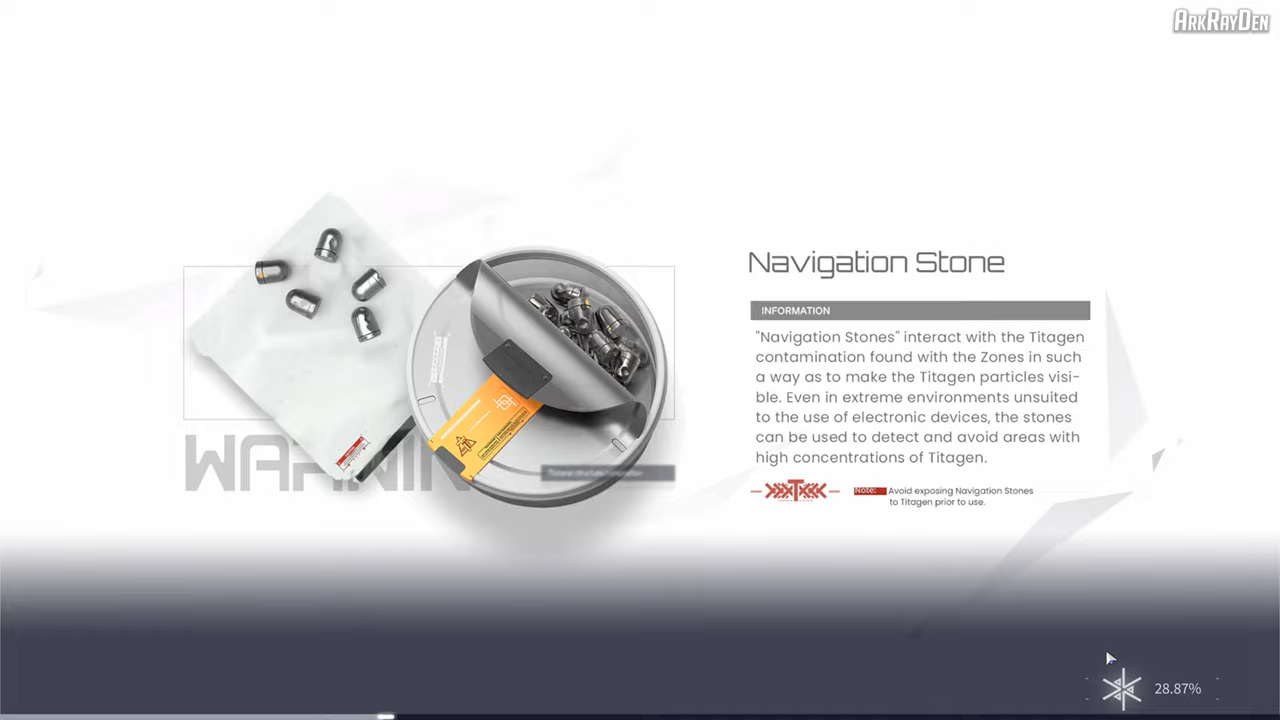 ArkRayDen
Navigation Stone
INFORMATION
"Navigation Stones" interact with the Titagen
contamination found with the Zones in such
a way as to make the Titagen particles visi-
ble. Even in extreme environments unsuited
to the use of electronic devices, the stones
can be used to detect and avoid areas with
high concentrations of Titagen.
Note: Avoid exposing Navigation Stones
to Titagen prior to use.
28.87%